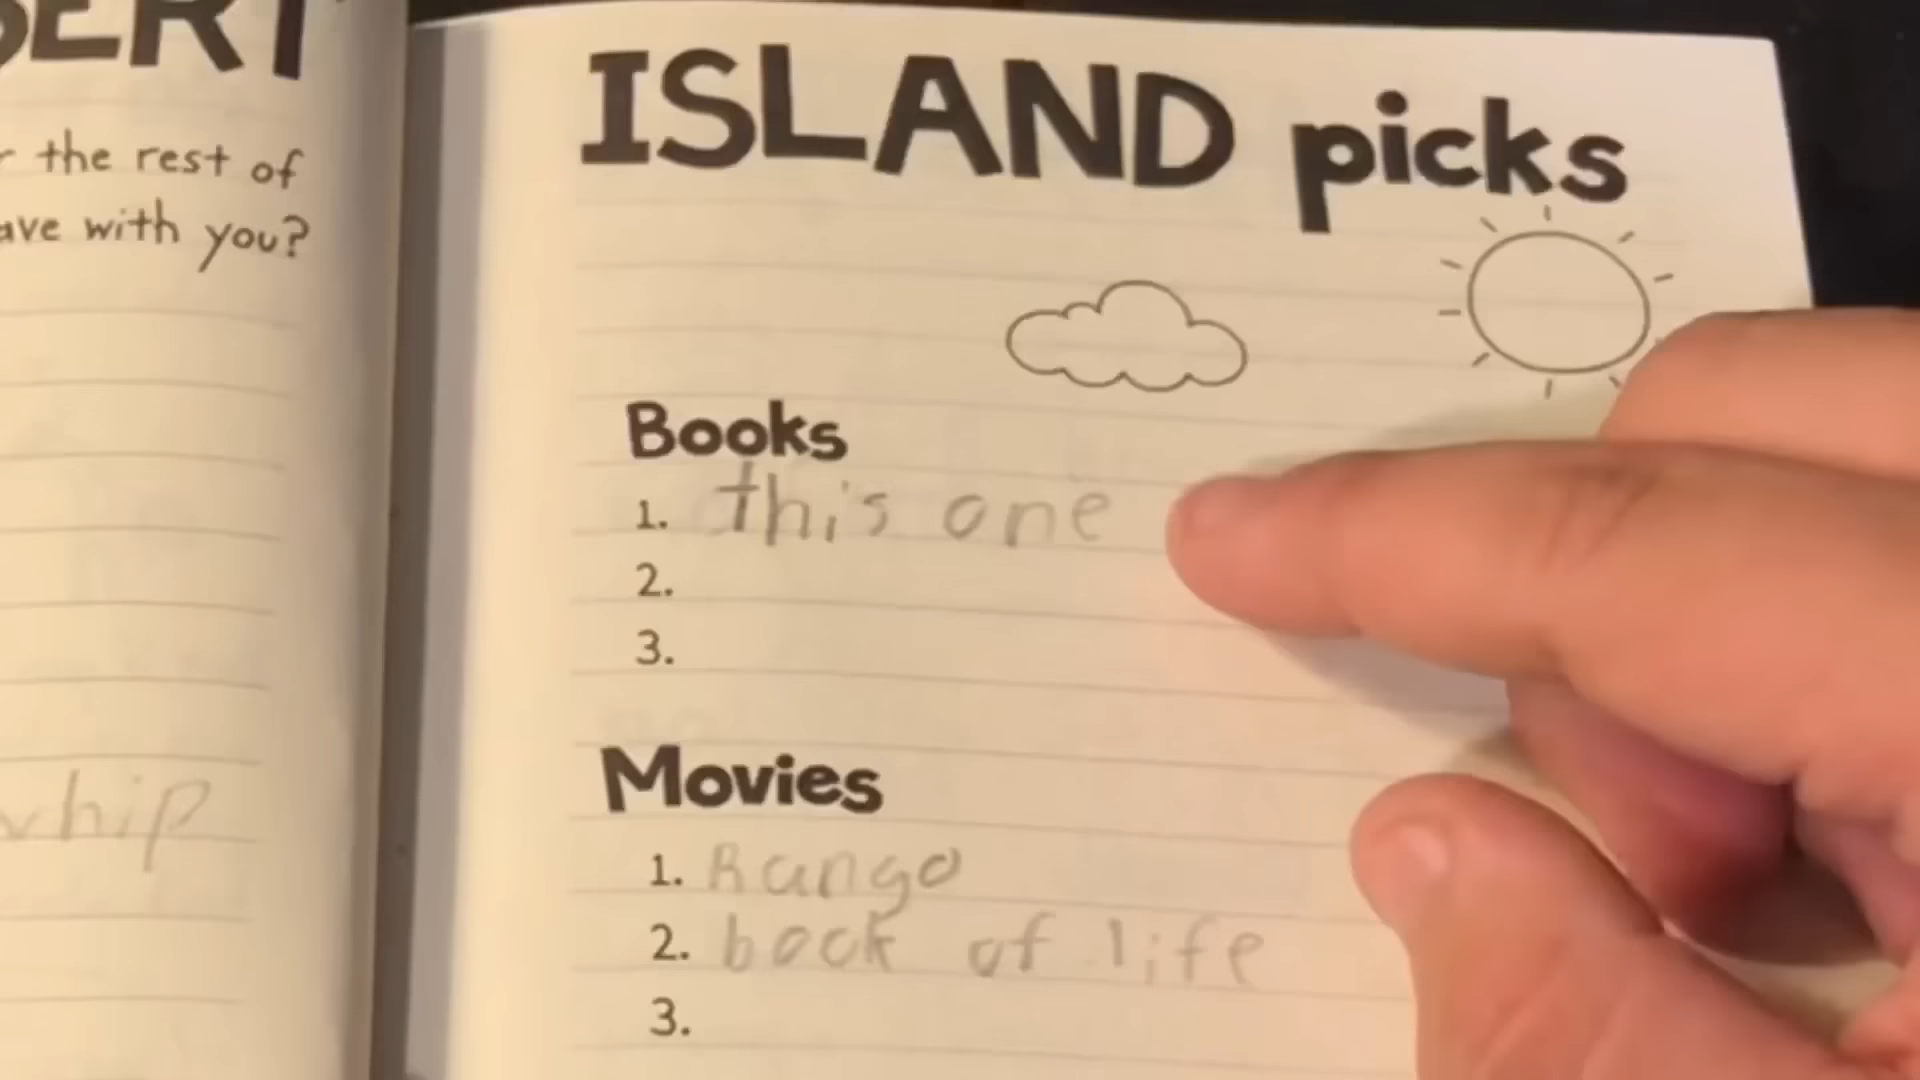 SERT
the rest of
ave with you?
whip
ISLAND picks
Books
1. this one
2.
3.
Movies
1. Rango
2. book of life
3.